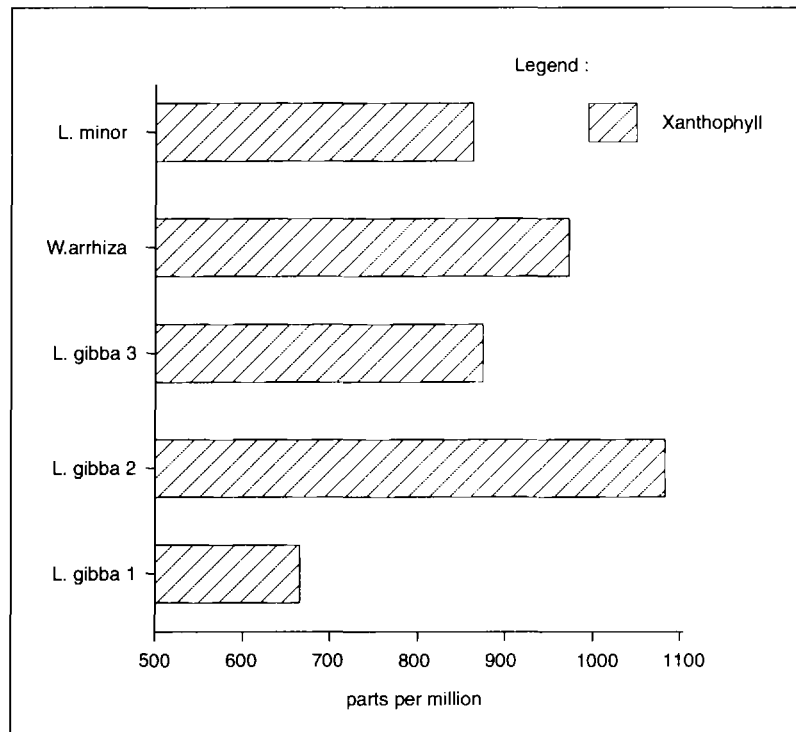 Legend :
Xanthophyll
L. minor
W.arrhiza
L. gibba 3
L. gibba 2
L. gibba 1
500 600 700 800 900 1000 1100
parts per million